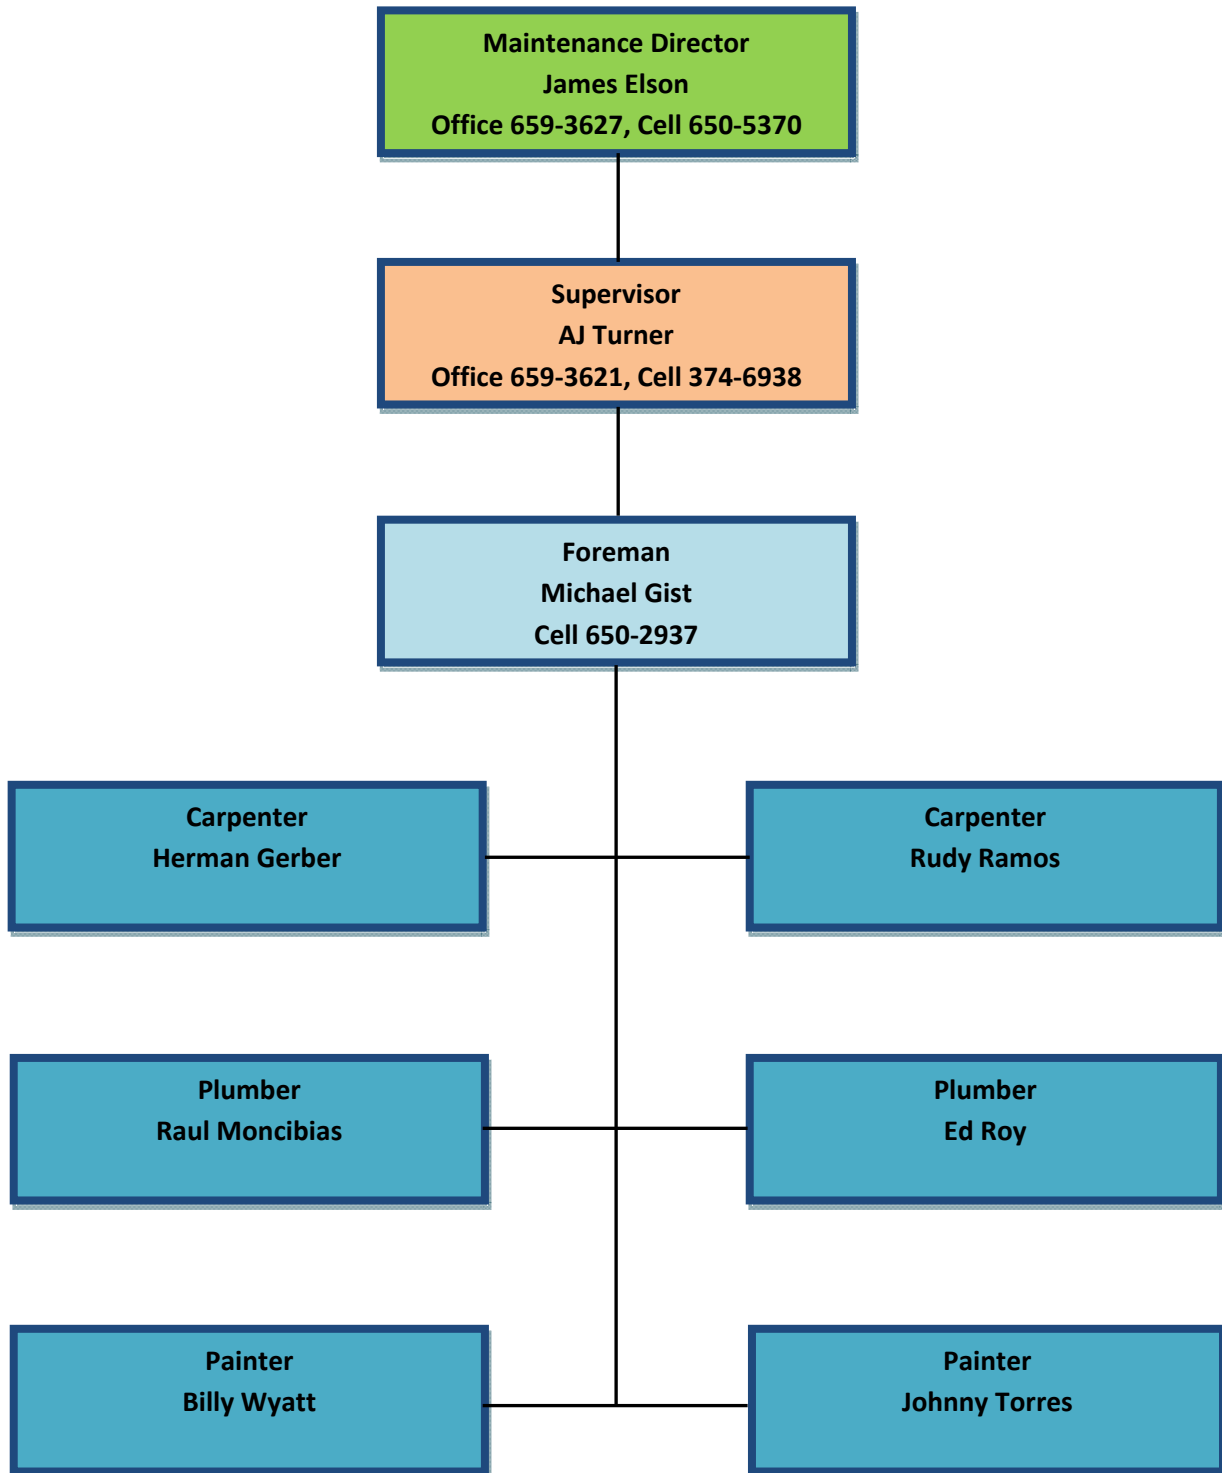 Maintenance Director
James Elson
Office 659-3627, Cell 650-5370
Supervisor
AJ Turner
Office 659-3621, Cell 374-6938
Foreman
Michael Gist
Cell 650-2937
Carpenter
Herman Gerber
Carpenter
Rudy Ramos
Plumber
Raul Moncibias
Plumber
Ed Roy
Painter
Billy Wyatt
Painter
Johnny Torres